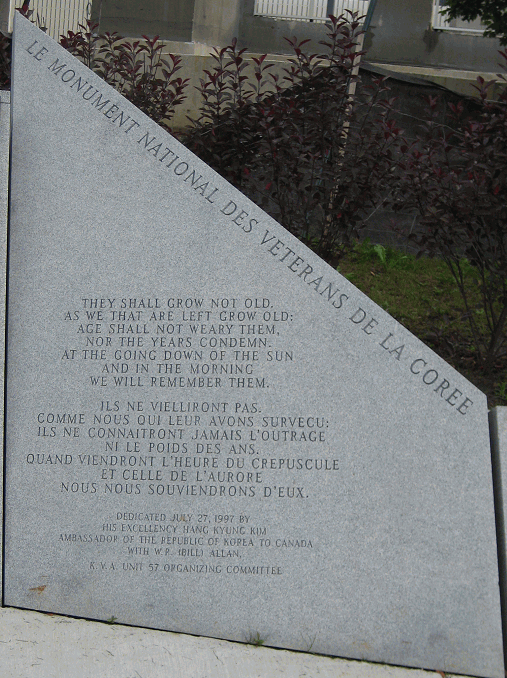 LE MONUMENT NATIONAL DES VETERANS DE LA COREE
THEY SHALL GROW NOT OLD.
AS WE THAT ARE LEFT GROW OLD:
AGE SHALL NOT WEARY THEM,
NOR THE YEARS CONDEMN.
AT THE GOING DOWN OF THE SUN
AND IN THE MORNING
WE WILL REMEMBER THEM.
ILS NE VIELLIRONT PAS.
COMME NOUS QUI LEUR AVONS SURVECU;
ILS NE CONNAITRONT JAMAIS L'OUTRAGE
NI LE POIDS DES ANS.
QUAND VIENDRONT L'HEURE DU CREPUSCULE
ET CELLE DE L'AURORE
NOUS NOUS SOUVIENDRONS D'EUX.
DEDICATED JULY 27, 1997 BY
HIS EXCELLENCY HANG KYUNG KIM
AMBASSADOR OF THE REPUBLIC OF KOREA TO CANADA
WITH W.R. (BILL) ALLAN,
K.V.A. UNIT 57 ORGANIZING COMMITTEE